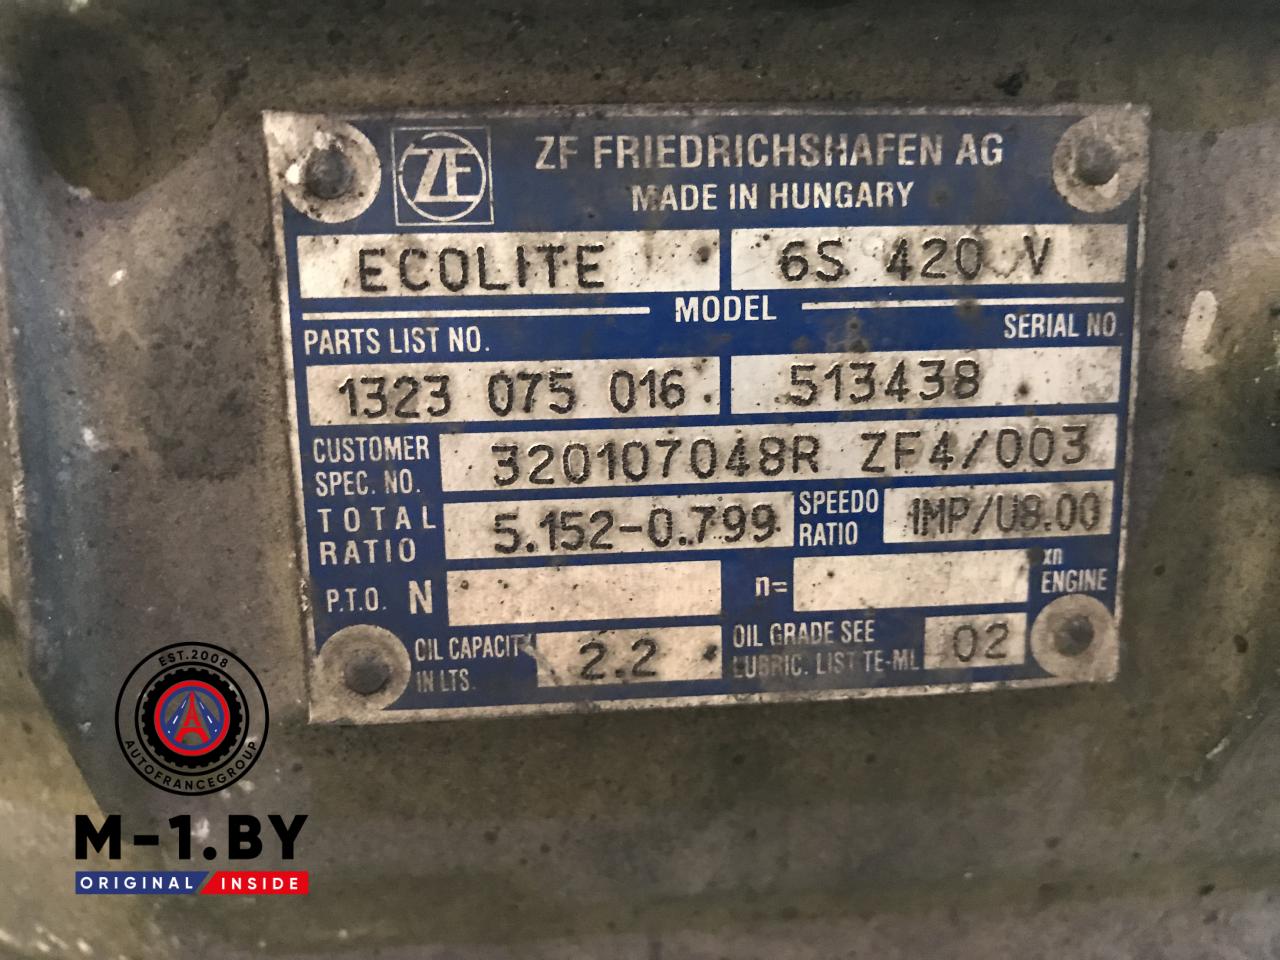 ZF
ZF FRIEDRICHSHAFEN AG
MADE IN HUNGARY
ECOLITE 6S 420 V
MODEL
PARTS LIST NO. SERIAL NO.
1323 075 016 513438
CUSTOMER SPEC. NO. 320107048R ZF4/003
TOTAL RATIO 5.152-0.799 SPEEDO RATIO IMP/U8.00
P.T.O. N n= xn ENGINE
OIL CAPACITY IN LTS. 2.2 OIL GRADE SEE LUBRIC. LIST TE-ML 02
EST.2008
AUTOFRANCEGROUP
M-1.BY
ORIGINAL INSIDE